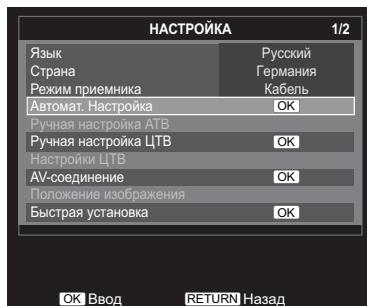 НАСТРОЙКА 1/2
Язык Русский
Страна Германия
Режим приемника Кабель
Автомат. Настройка OK
Ручная настройка АТВ
Ручная настройка ЦТВ OK
Настройки ЦТВ
AV-соединение OK
Положение изображения
Быстрая установка OK
OK Ввод RETURN Назад